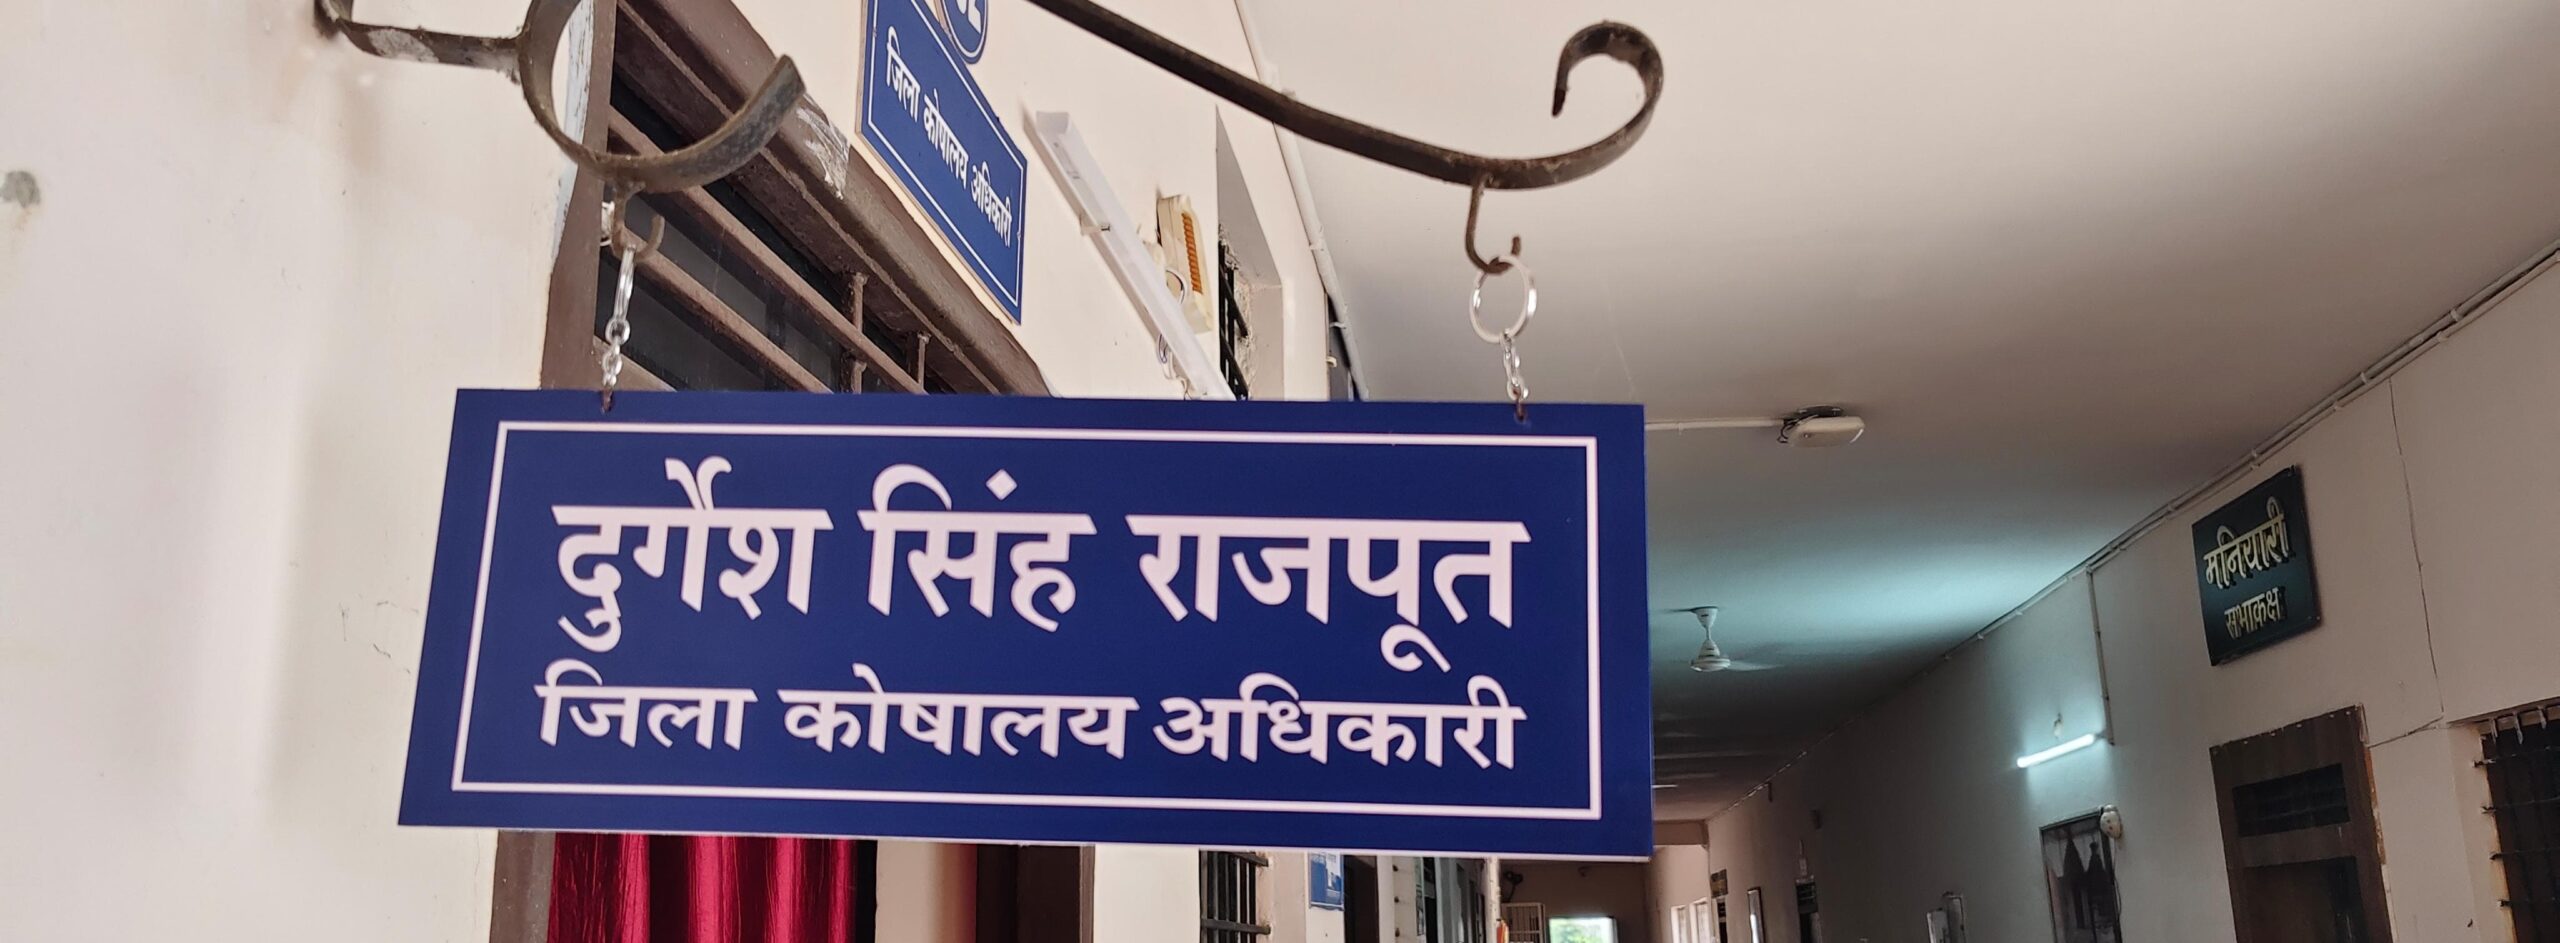 जिला कोषालय अधिकारी
दुर्गेश सिंह राजपूत
जिला कोषालय अधिकारी
मनियारी
सभाकक्ष